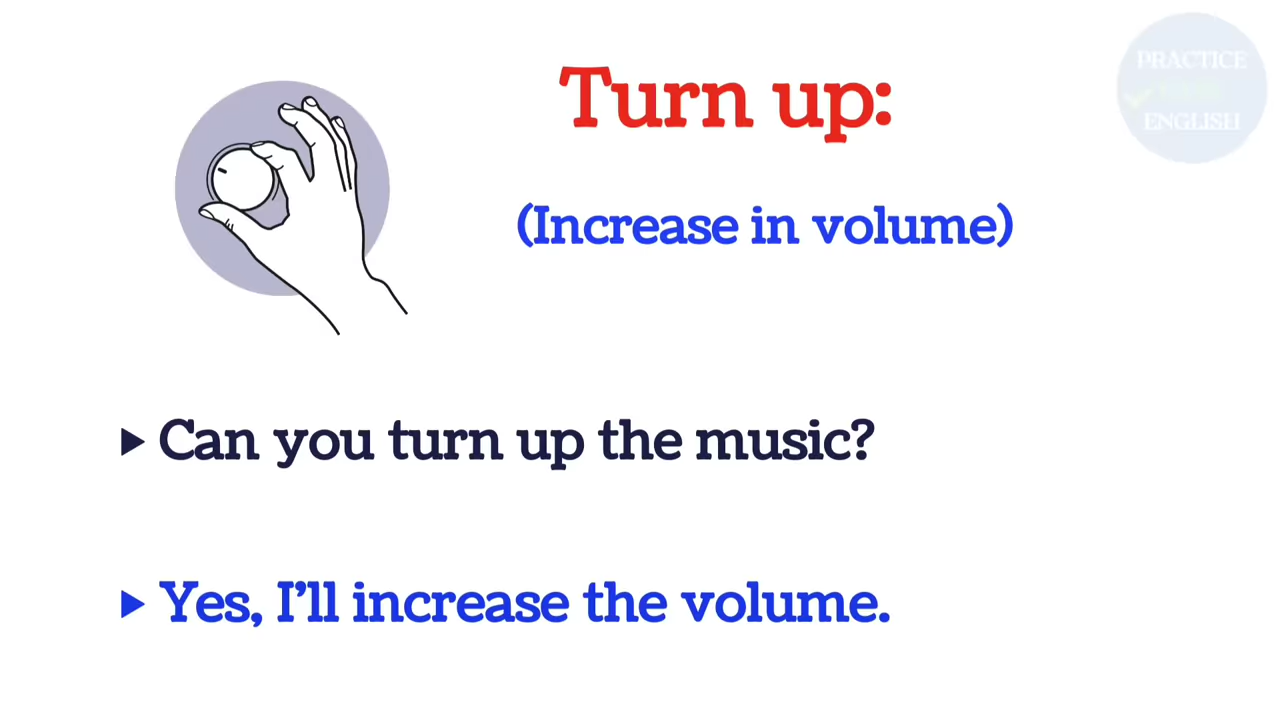 Turn up:
(Increase in volume)
Can you turn up the music?
Yes, I'll increase the volume.
PRACTICE
ENGLISH